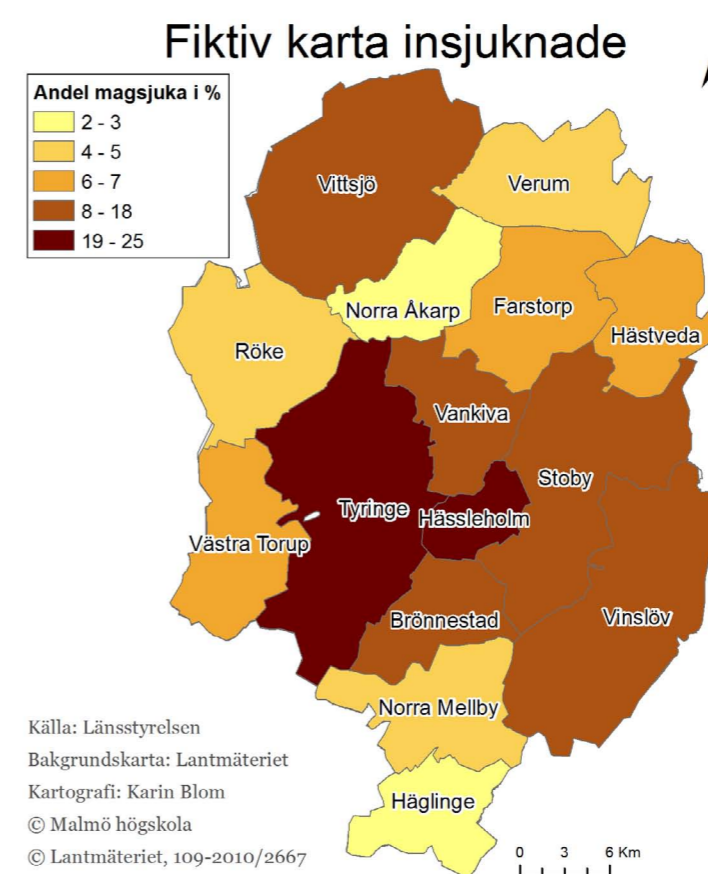 Fiktiv karta insjuknade
Andel magsjuka i %
2 - 3
4 - 5
6 - 7
8 - 18
19 - 25
Vittsjö
Verum
Norra Åkarp
Farstorp
Hästveda
Röke
Vankiva
Stoby
Tyringe
Hässleholm
Västra Torup
Brönnestad
Vinslöv
Norra Mellby
Häglinge
Källa: Länsstyrelsen
Bakgrundskarta: Lantmäteriet
Kartografi: Karin Blom
© Malmö högskola
© Lantmäteriet, 109-2010/2667
0 3 6 Km